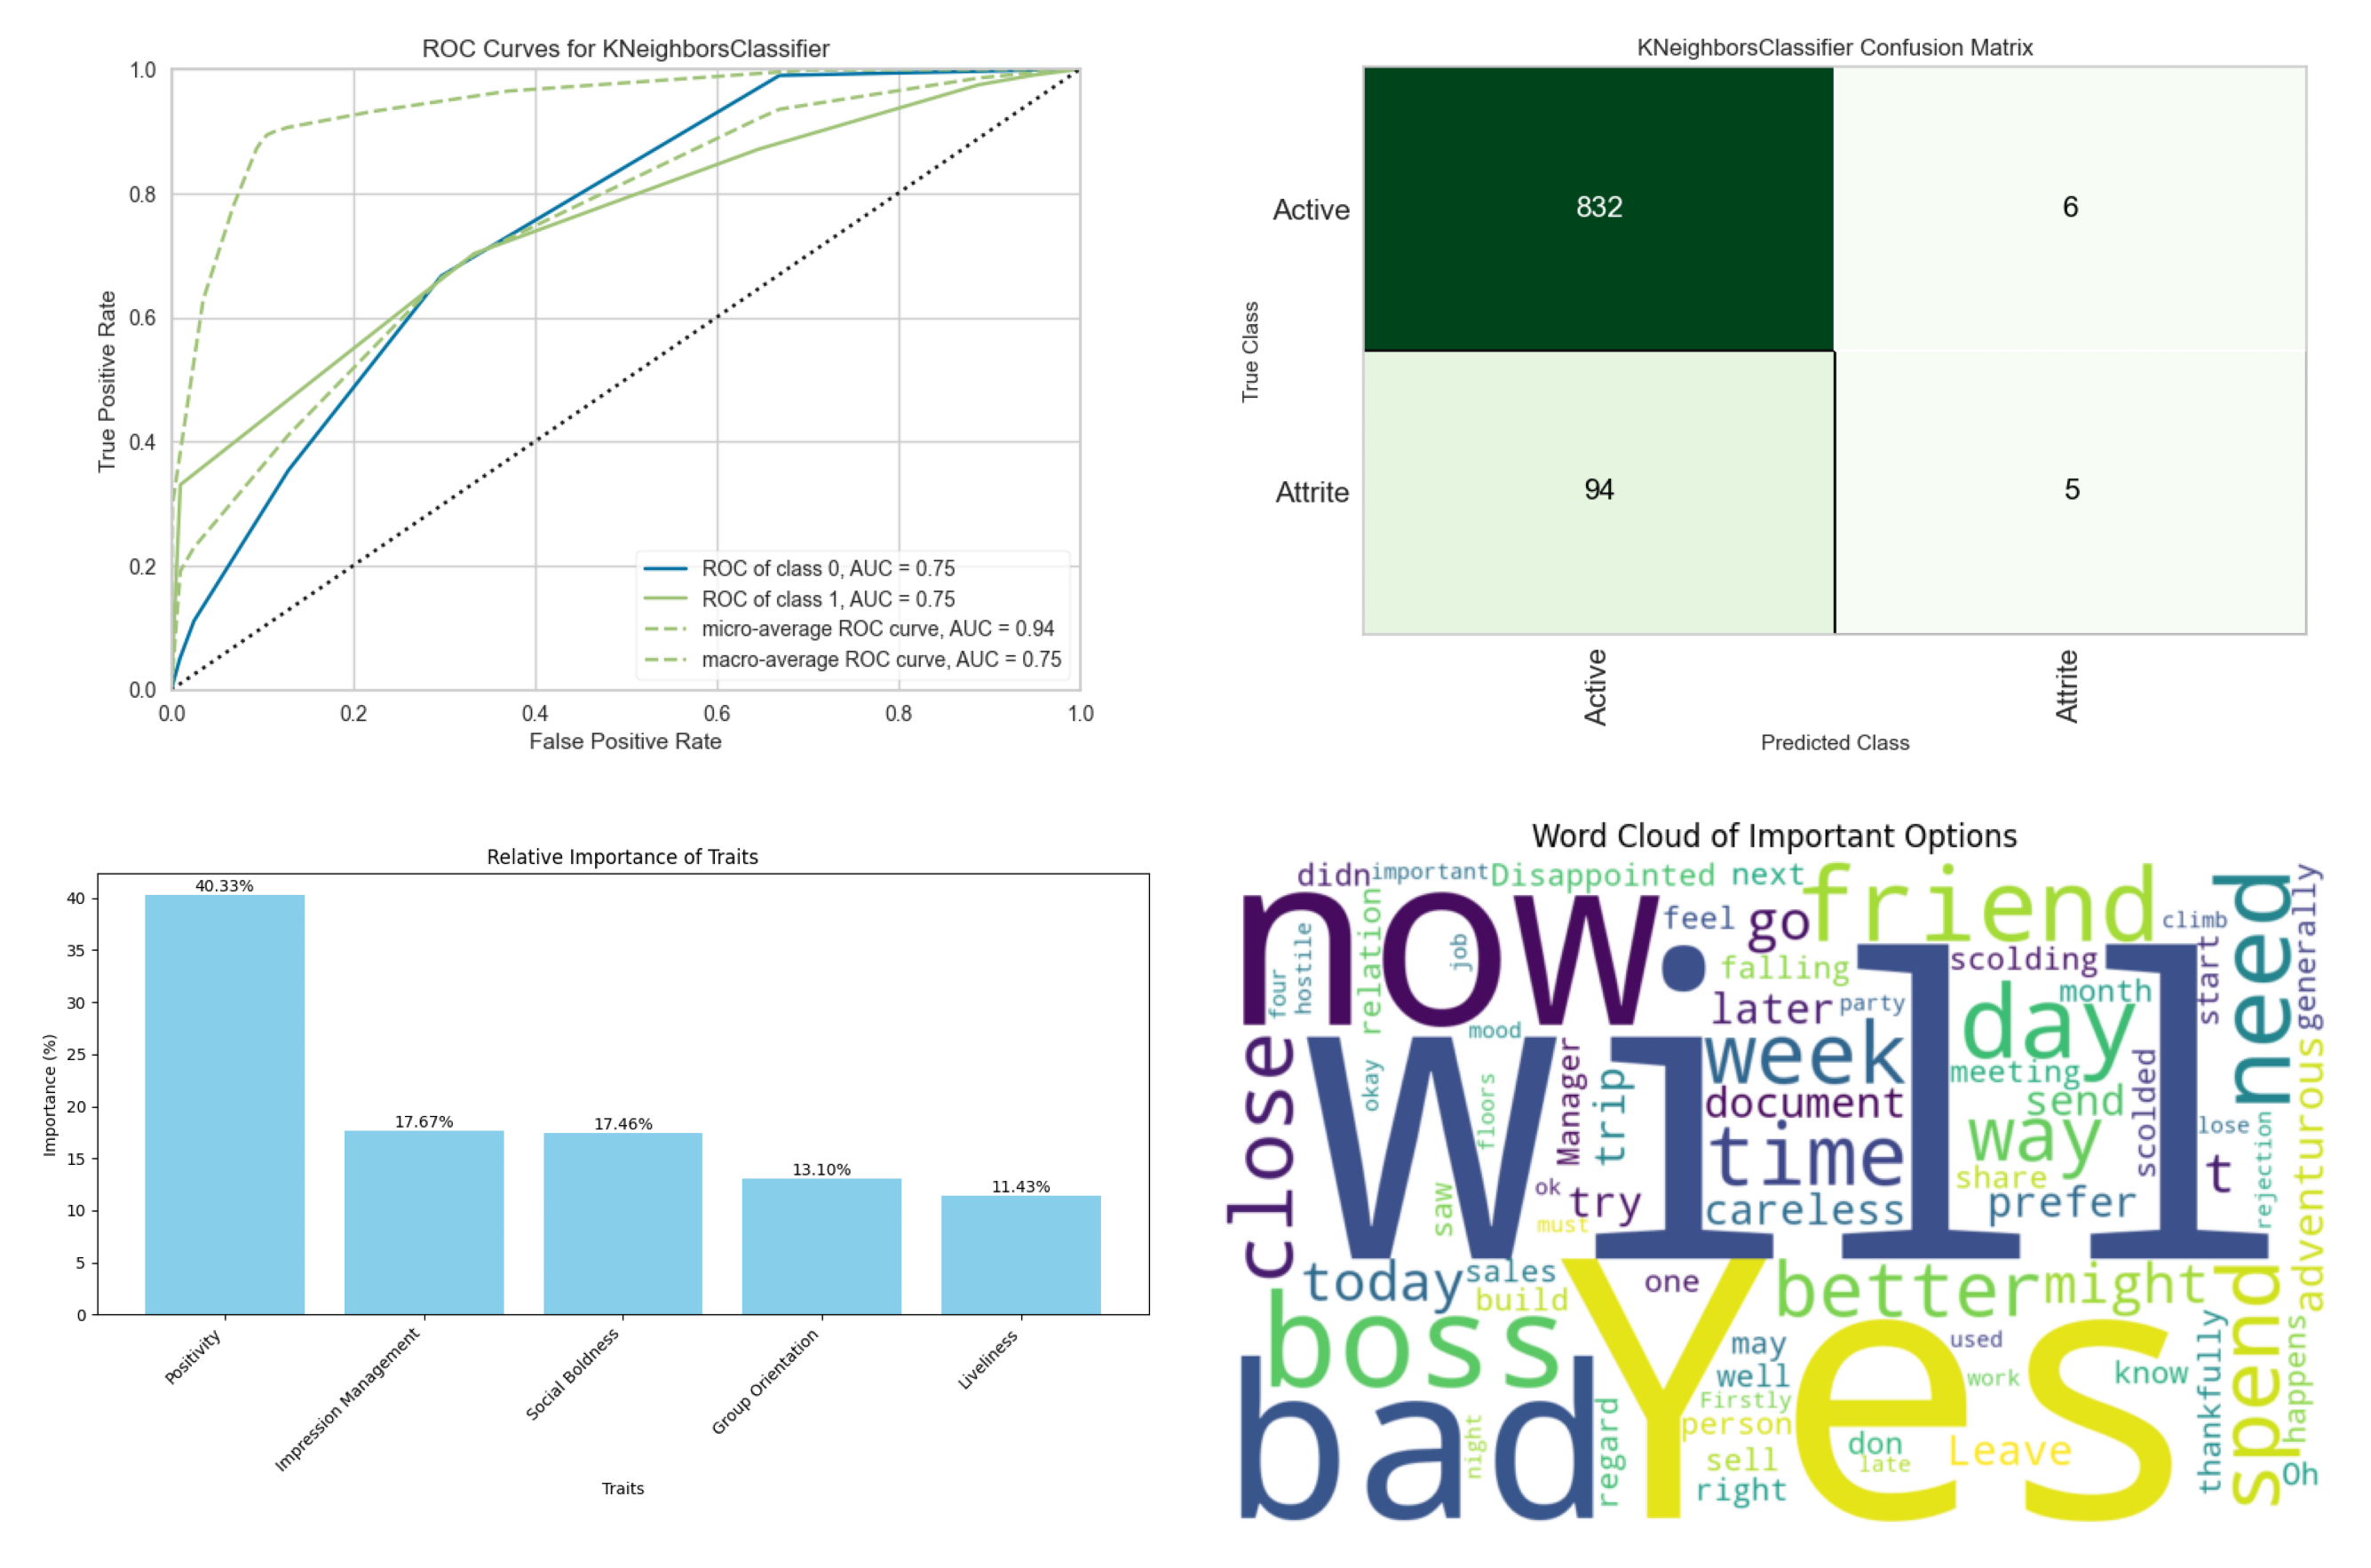 ROC Curves for KNeighborsClassifier
1.0
0.8
0.6
0.4
0.2
0.0
True Positive Rate
0.0 0.2 0.4 0.6 0.8 1.0
False Positive Rate
ROC of class 0, AUC = 0.75
ROC of class 1, AUC = 0.75
micro-average ROC curve, AUC = 0.94
macro-average ROC curve, AUC = 0.75
KNeighborsClassifier Confusion Matrix
True Class
Active 832 6
Attrite 94 5
Active Attrite
Predicted Class
Relative Importance of Traits
Importance (%)
40
35
30
25
20
15
10
5
0
40.33%
17.67%
17.46%
13.10%
11.43%
Positivity
Impression Management
Social Boldness
Group Orientation
Liveliness
Traits
Word Cloud of Important Options
didn
important
Disappointed
next
friend
need
generally
now
feel
go
climb
four
hostile
relation
job
falling
scolding
start
later
party
month
day
mood
close
will
okay
floors
Manager
trip
week
meeting
send
scolded
document
time
way
lose
rejection
adventurous
share
t
saw
ok
try
must
careless
prefer
today
sales
build
one
better
might
spend
boss
Yes
may
used
well
work
know
thankfully
happens
bad
night
regard
Firstly
person
don
late
Leave
sell
right
Oh